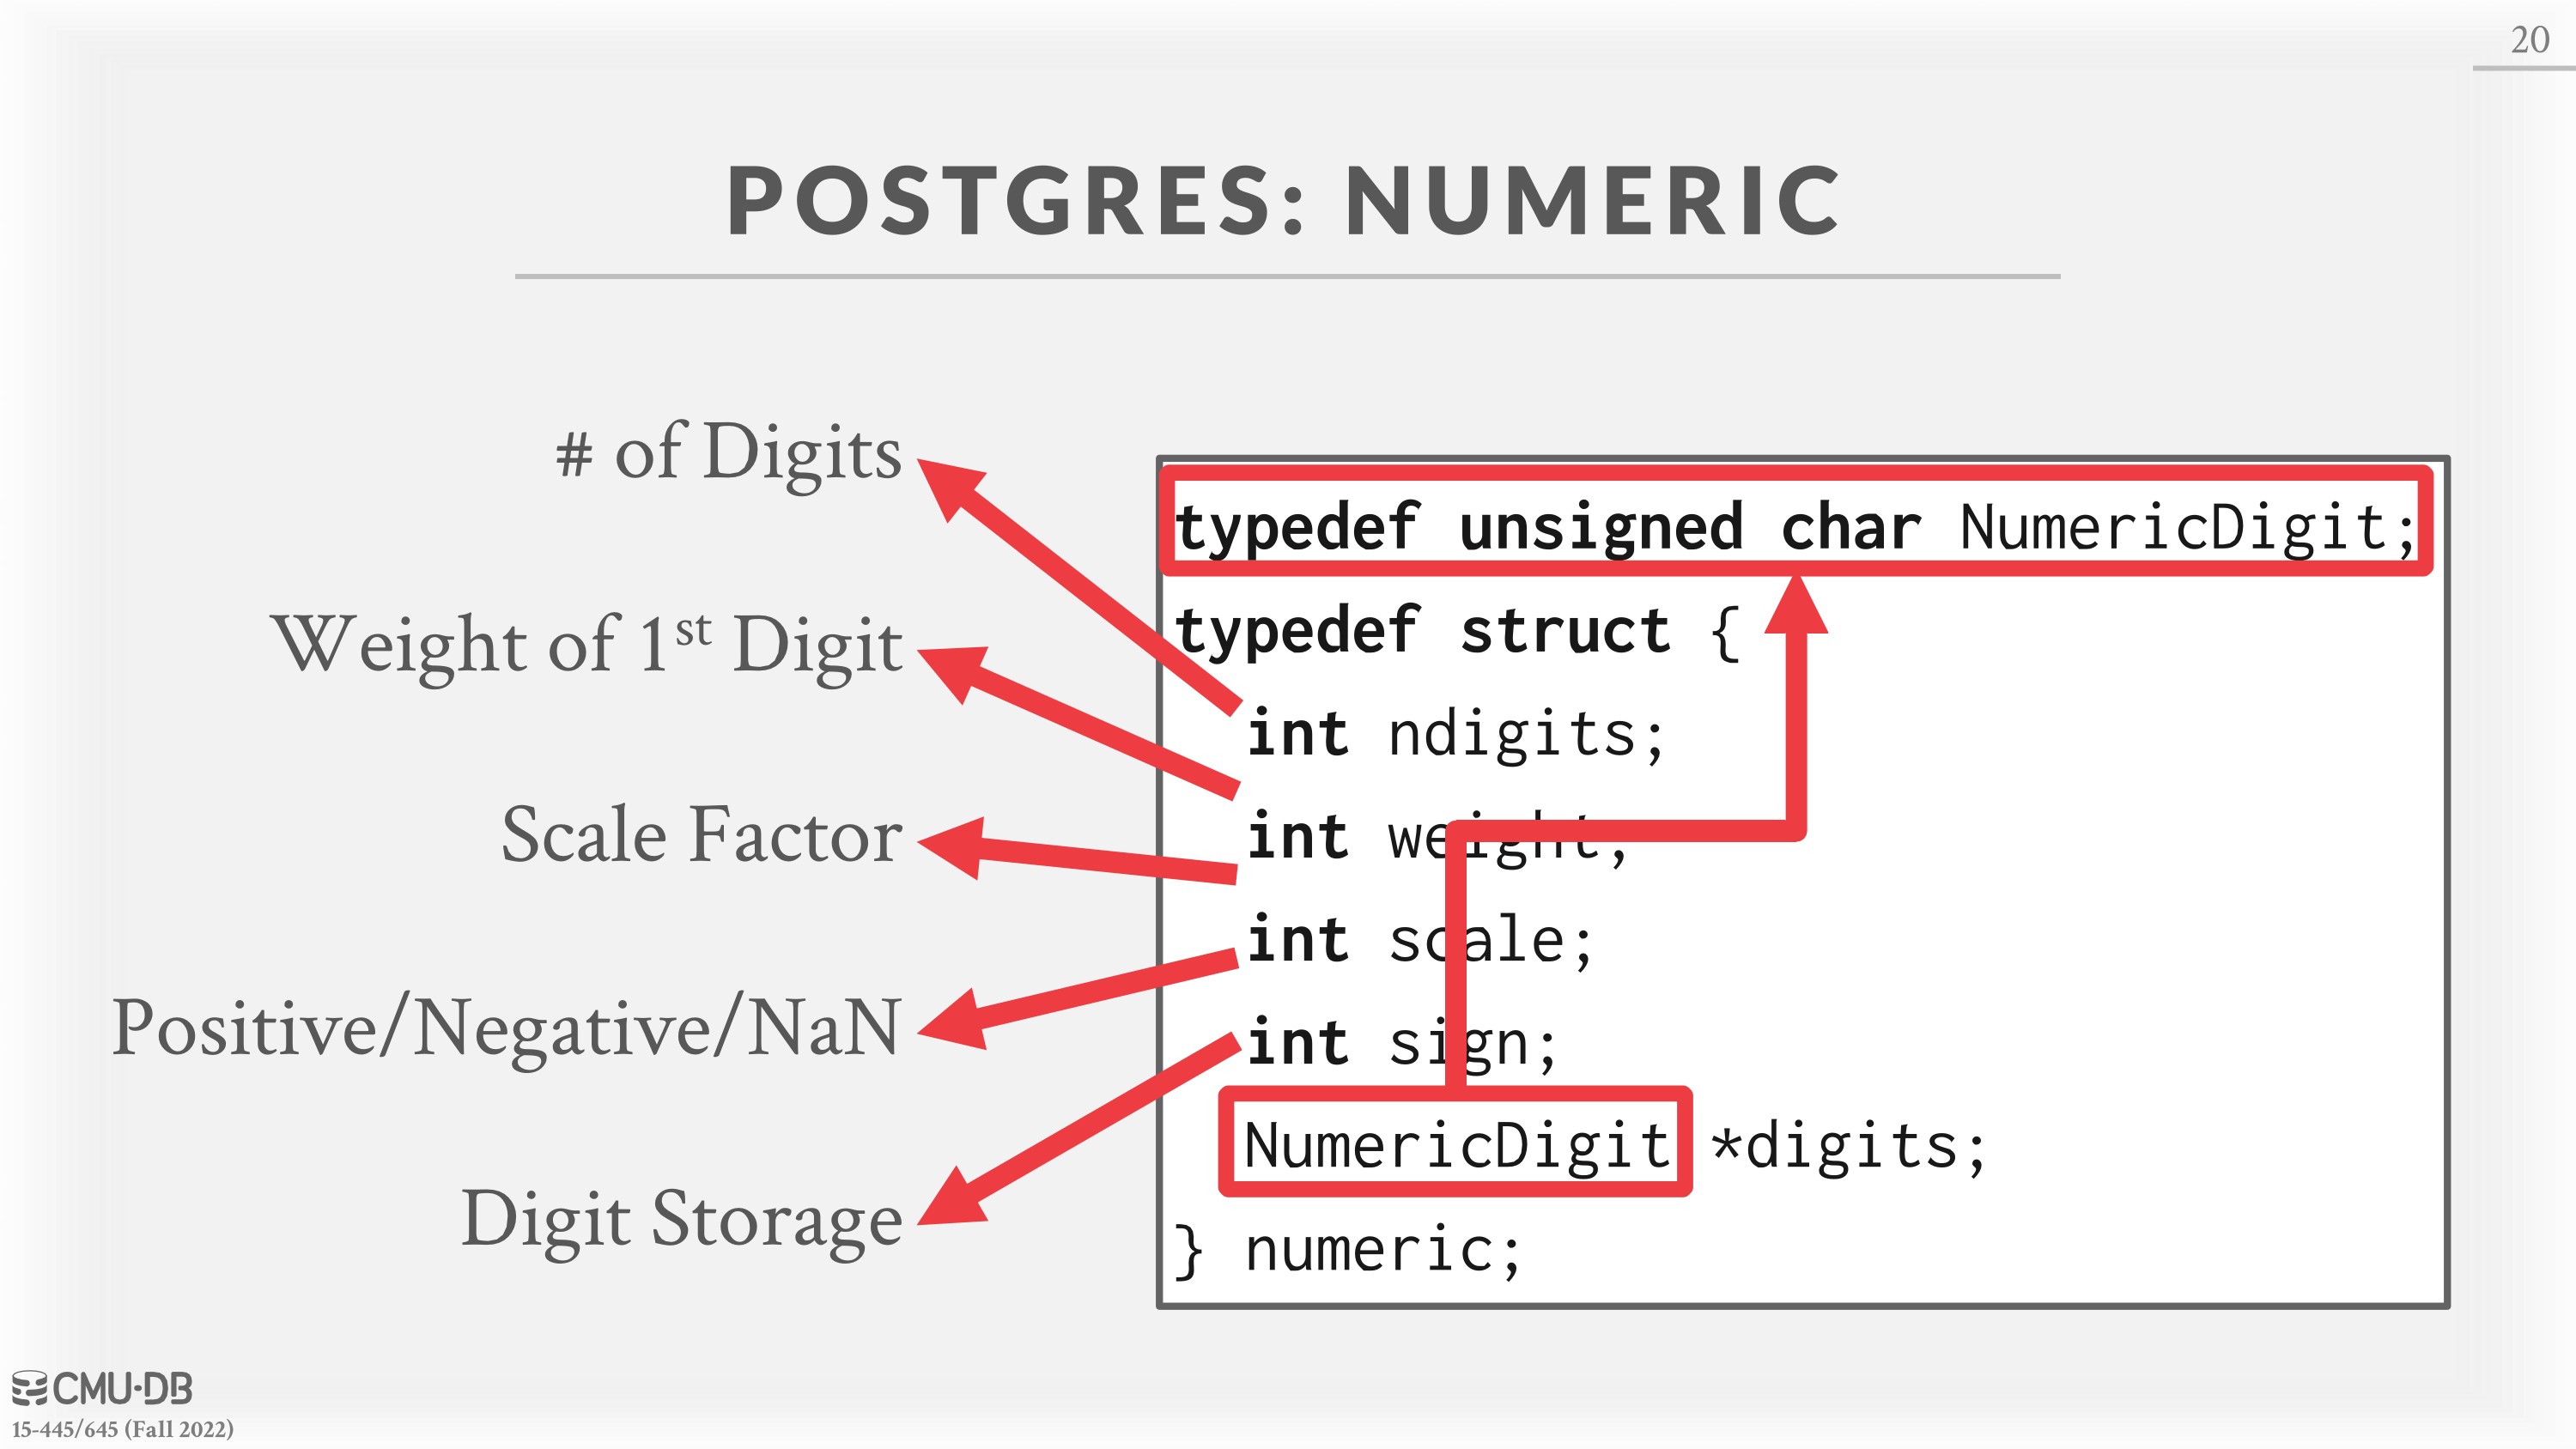 20
POSTGRES: NUMERIC
# of Digits
Weight of 1st Digit
Scale Factor
Positive/Negative/NaN
Digit Storage
typedef unsigned char NumericDigit;
typedef struct {
int ndigits;
int weight;
int scale;
int sign;
NumericDigit *digits;
} numeric;
CMU·DB
15-445/645 (Fall 2022)